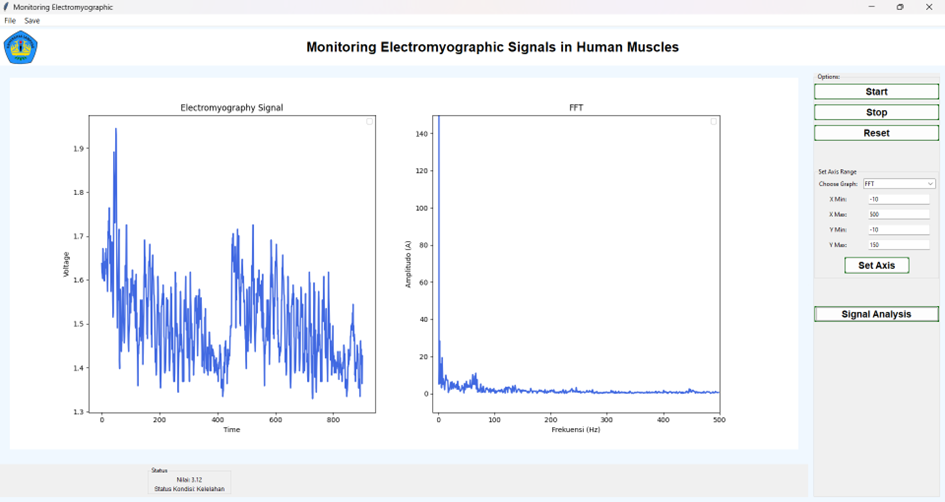 Monitoring Electromyographic
File Save
Monitoring Electromyographic Signals in Human Muscles
Electromyography Signal
Voltage
1.9
1.8
1.7
1.6
1.5
1.4
1.3
0 200 400 600 800
Time
FFT
Amplitudo (A)
140
120
100
80
60
40
20
0
0 100 200 300 400 500
Frekuensi (Hz)
Options:
Start
Stop
Reset
Set Axis Range
Choose Graph: FFT
X Min: -10
X Max: 500
Y Min: -10
Y Max: 150
Set Axis
Signal Analysis
Status
Nilai: 3.12
Status Kondisi: Kelelahan